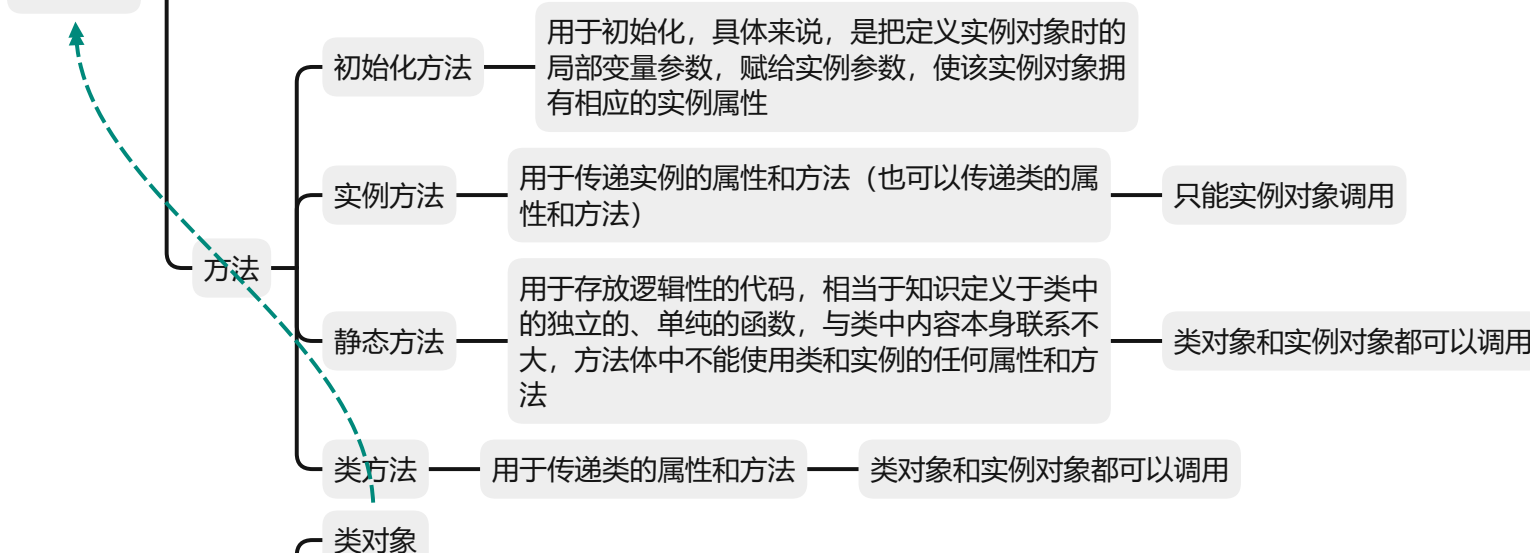 初始化方法
用于初始化，具体来说，是把定义实例对象时的
局部变量参数，赋给实例参数，使该实例对象拥
有相应的实例属性
实例方法
用于传递实例的属性和方法（也可以传递类的属
性和方法）
只能实例对象调用
方法
静态方法
用于存放逻辑性的代码，相当于知识定义于类中
的独立的、单纯的函数，与类中内容本身联系不
大，方法体中不能使用类和实例的任何属性和方
法
类对象和实例对象都可以调用
类方法
用于传递类的属性和方法
类对象和实例对象都可以调用
类对象